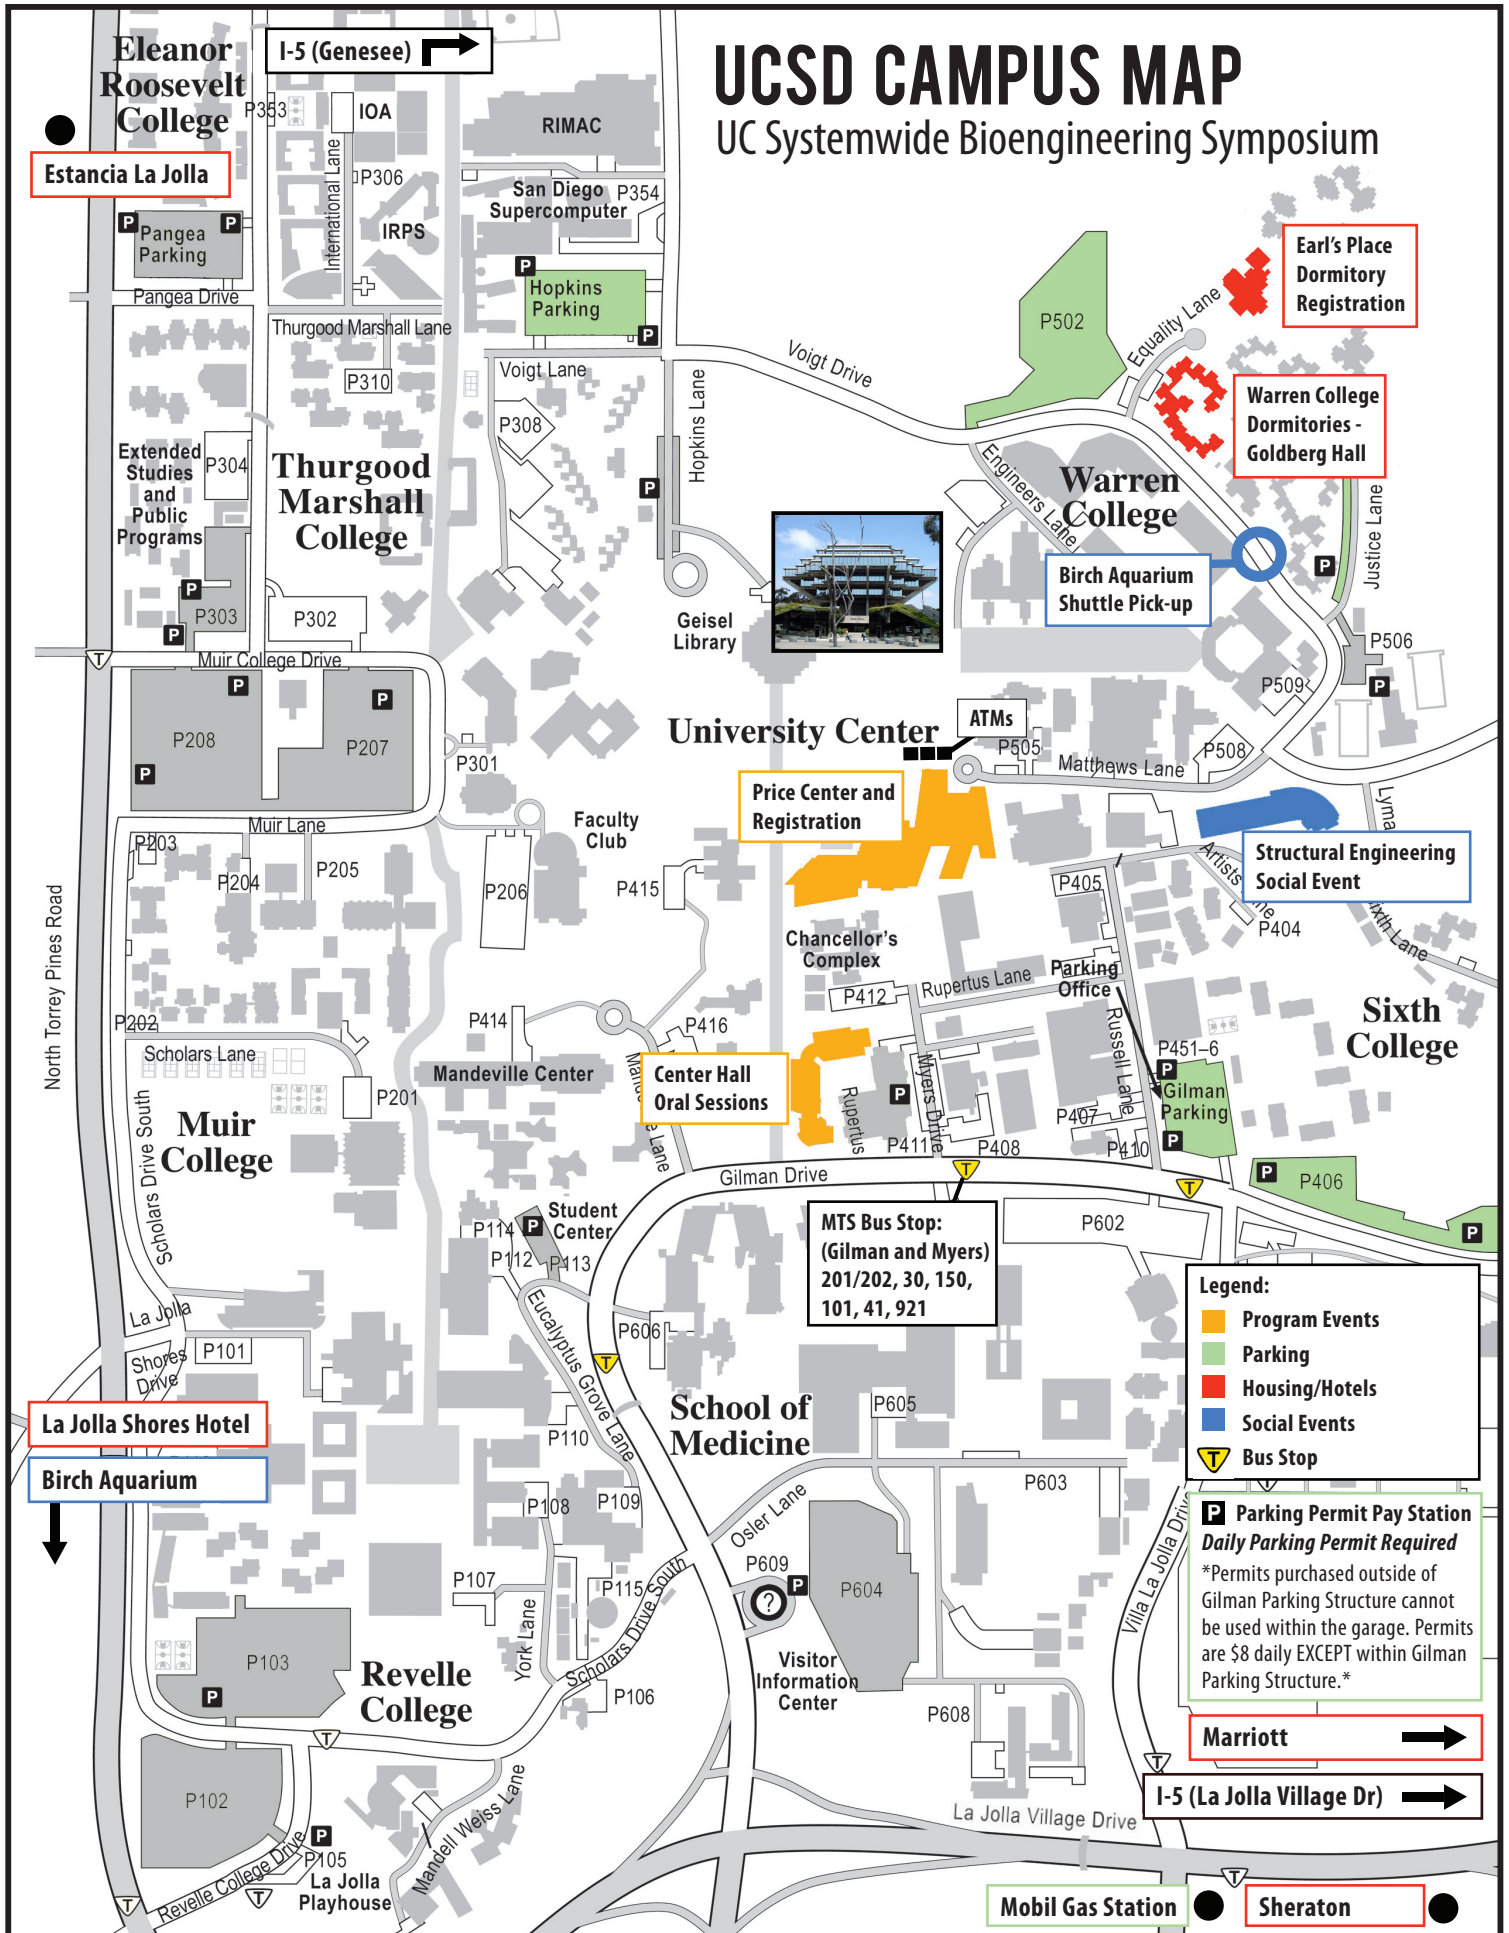 UCSD CAMPUS MAP
UC Systemwide Bioengineering Symposium
I-5 (Genesee)
Eleanor
Roosevelt
College
P353
IOA
RIMAC
Estancia La Jolla
International Lane
P306
IRPS
San Diego
Supercomputer
P354
P
P
Pangea
Parking
Pangea Drive
P
Hopkins
Parking
P
Thurgood Marshall Lane
P310
Voigt Lane
Voigt Drive
P502
Equality Lane
Earl's Place
Dormitory
Registration
Warren College
Dormitories -
Goldberg Hall
P308
Hopkins Lane
P
Extended
Studies
and
Public
Programs
P304
Thurgood
Marshall
College
Engineers Lane
Warren
College
Justice Lane
P
Birch Aquarium
Shuttle Pick-up
P
P303
P
P302
Geisel
Library
P506
P
P509
T
Muir College Drive
P
P
P208
P207
P
P301
University Center
ATMs
P505
P508
Matthews Lane
Price Center and
Registration
Lyma
Muir Lane
P203
P204
P205
Faculty
Club
P206
P415
P405
Artists
ne
P404
Structural Engineering
Social Event
ixth Lane
North Torrey Pines Road
Chancellor's
Complex
P412
Rupertus Lane
Parking
Office
Russell Lane
Sixth
College
P202
Scholars Lane
P201
P414
P416
Mandeville Center
Man
e Lane
Center Hall
Oral Sessions
Rupertus
P
Myers Drive
P411
P408
P407
P410
P451-6
P
Gilman
Parking
P
Muir
College
Scholars Drive South
Gilman Drive
T
T
P
P406
P
MTS Bus Stop:
(Gilman and Myers)
201/202, 30, 150,
101, 41, 921
P602
P114
P
Student
Center
P112
P113
La Jolla
Shores
Drive
P101
Eucalyptus Grove Lane
P606
T
Legend:
Program Events
Parking
Housing/Hotels
Social Events
T
Bus Stop
La Jolla Shores Hotel
Birch Aquarium
School of
Medicine
P605
P110
P108
P109
P603
Osler Lane
Villa La Jolla Drive
P Parking Permit Pay Station
Daily Parking Permit Required
*Permits purchased outside of
Gilman Parking Structure cannot
be used within the garage. Permits
are $8 daily EXCEPT within Gilman
Parking Structure.*
P609
P
?
P604
P107
P115
York Lane
Scholars Drive South
P106
Visitor
Information
Center
P103
P
Revelle
College
P608
T
T
Marriott
I-5 (La Jolla Village Dr)
P102
P
P105
Revelle College Drive
T
T
La Jolla
Playhouse
Mandell Weiss Lane
La Jolla Village Drive
T
Mobil Gas Station
Sheraton